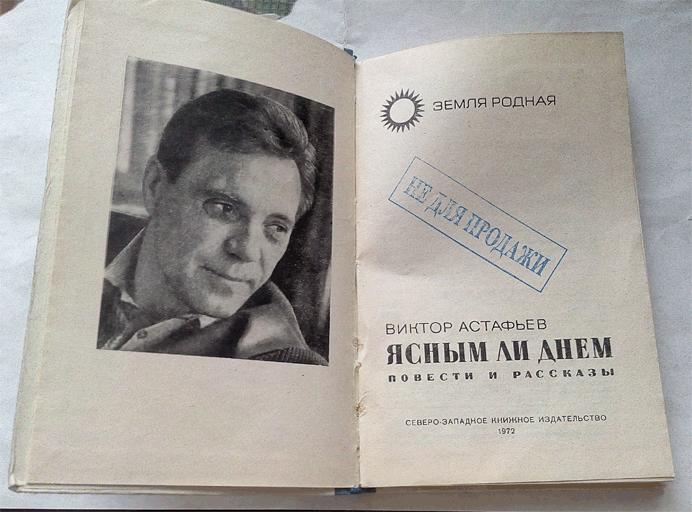 ЗЕМЛЯ РОДНАЯ
НЕ ДЛЯ ПРОДАЖИ
ВИКТОР АСТАФЬЕВ
ЯСНЫМ ЛИ ДНЕМ
ПОВЕСТИ И РАССКАЗЫ
СЕВЕРО-ЗАПАДНОЕ КНИЖНОЕ ИЗДАТЕЛЬСТВО
1972